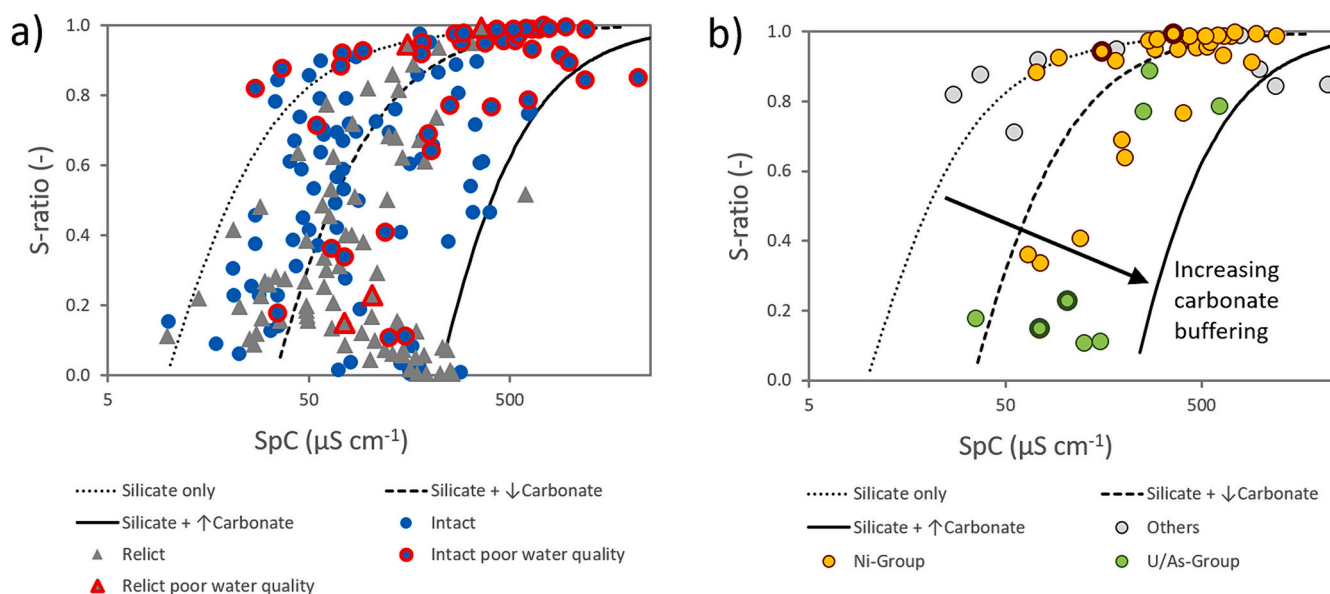 a)
S-ratio (-)
1.0
0.8
0.6
0.4
0.2
0.0
5
50
500
SpC (µS cm-1)
Silicate only
Silicate + ↓Carbonate
Silicate + ↑Carbonate
Intact
Relict
Intact poor water quality
Relict poor water quality
b)
S-ratio (-)
1.0
0.8
0.6
0.4
0.2
0.0
Increasing
carbonate
buffering
5
50
500
SpC (µS cm-1)
Silicate only
Silicate + ↓Carbonate
Silicate + ↑Carbonate
Others
Ni-Group
U/As-Group